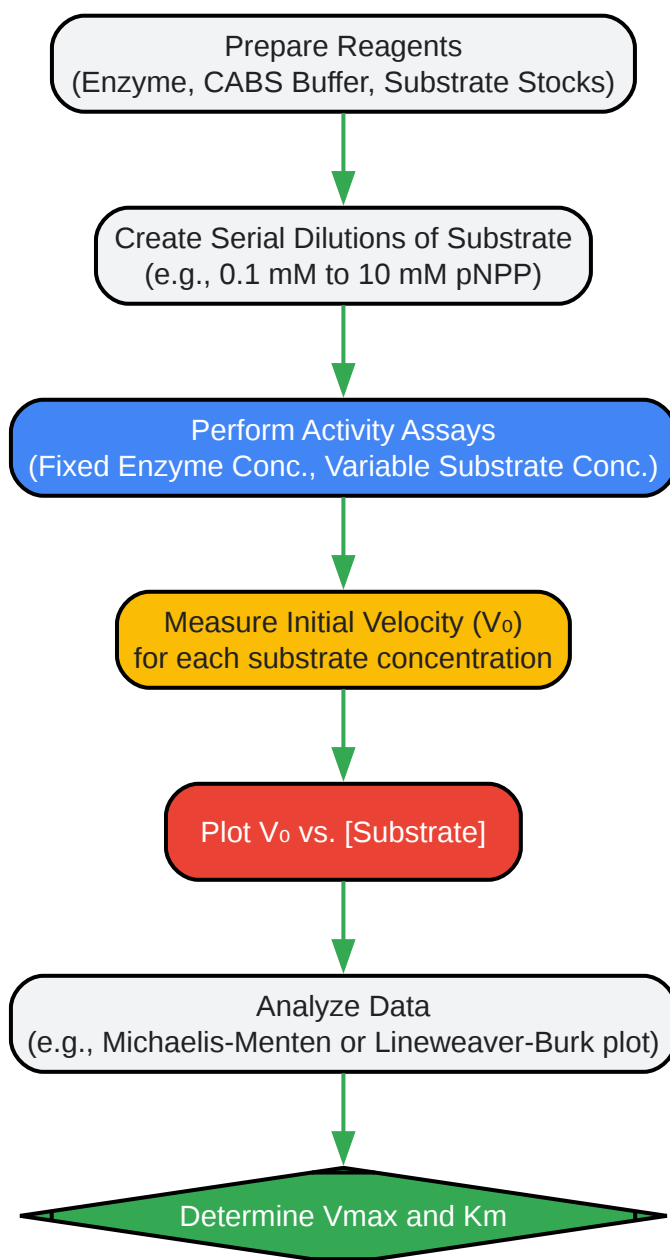 Prepare Reagents
(Enzyme, CABS Buffer, Substrate Stocks)
Create Serial Dilutions of Substrate
(e.g., 0.1 mM to 10 mM pNPP)
Perform Activity Assays
(Fixed Enzyme Conc., Variable Substrate Conc.)
Measure Initial Velocity (V₀)
for each substrate concentration
Plot V₀ vs. [Substrate]
Analyze Data
(e.g., Michaelis-Menten or Lineweaver-Burk plot)
Determine Vmax and Km